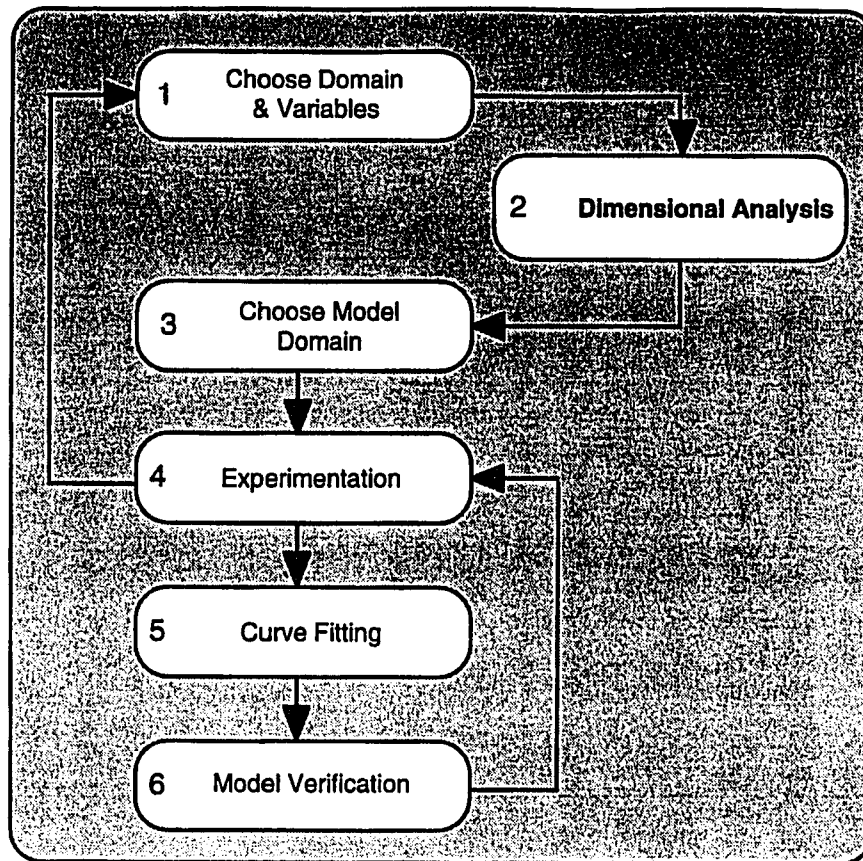 1
Choose Domain
& Variables
2 Dimensional Analysis
3
Choose Model
Domain
4 Experimentation
5 Curve Fitting
6 Model Verification